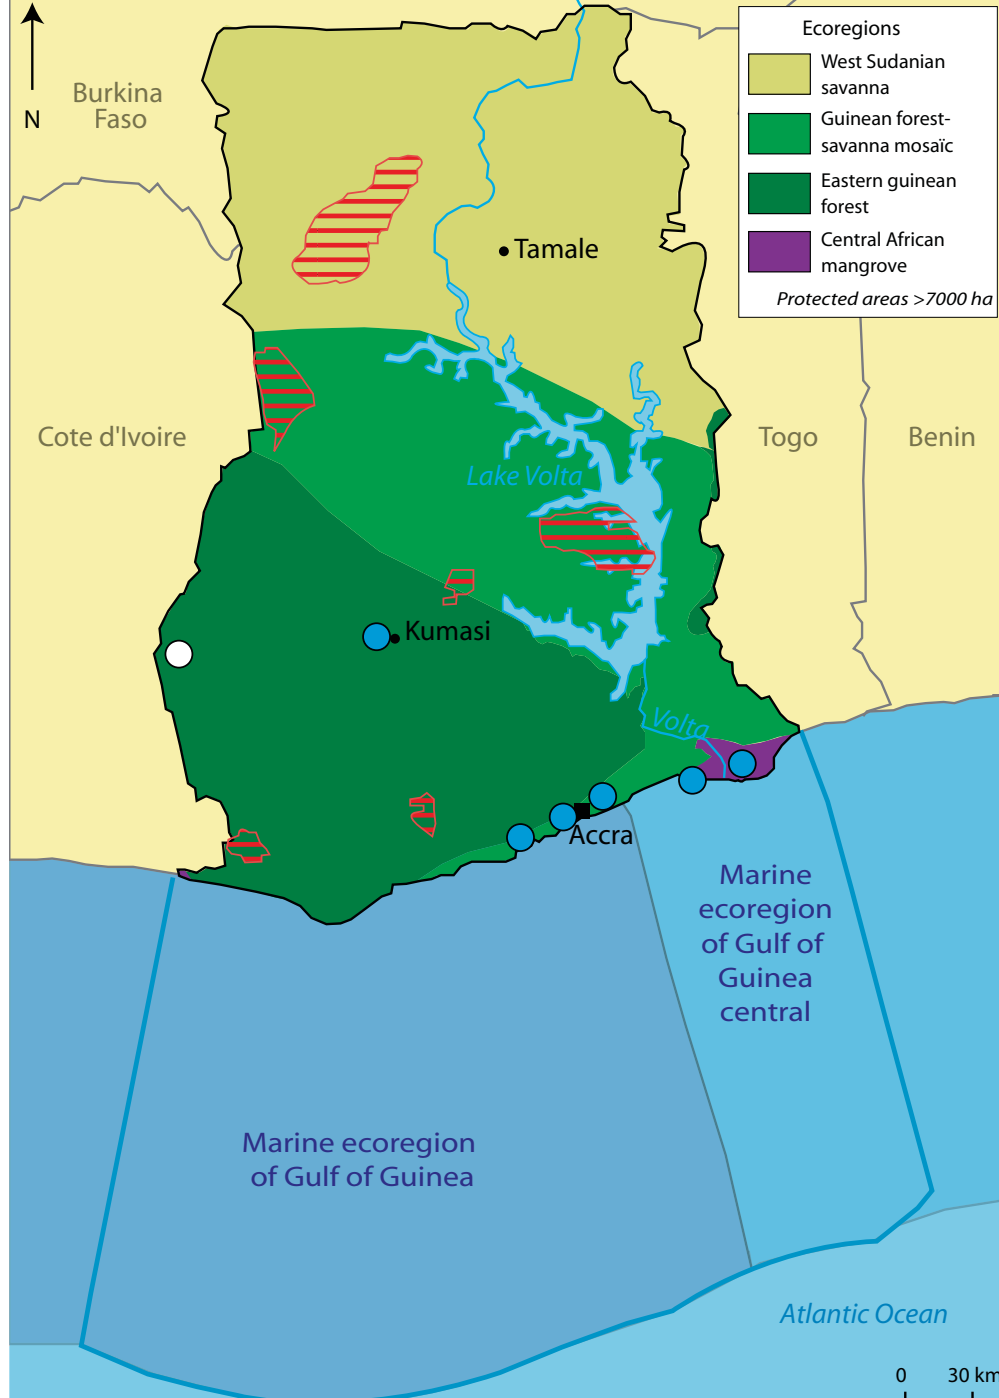 Ecoregions
West Sudanian
savanna
Guinean forest-
savanna mosaïc
Eastern guinean
forest
Central African
mangrove
Protected areas >7000 ha
N
Burkina
Faso
Tamale
Cote d'Ivoire
Togo
Benin
Lake Volta
Kumasi
Volta
Accra
Marine
ecoregion
of Gulf of
Guinea
central
Marine ecoregion
of Gulf of Guinea
Atlantic Ocean
0 30 km